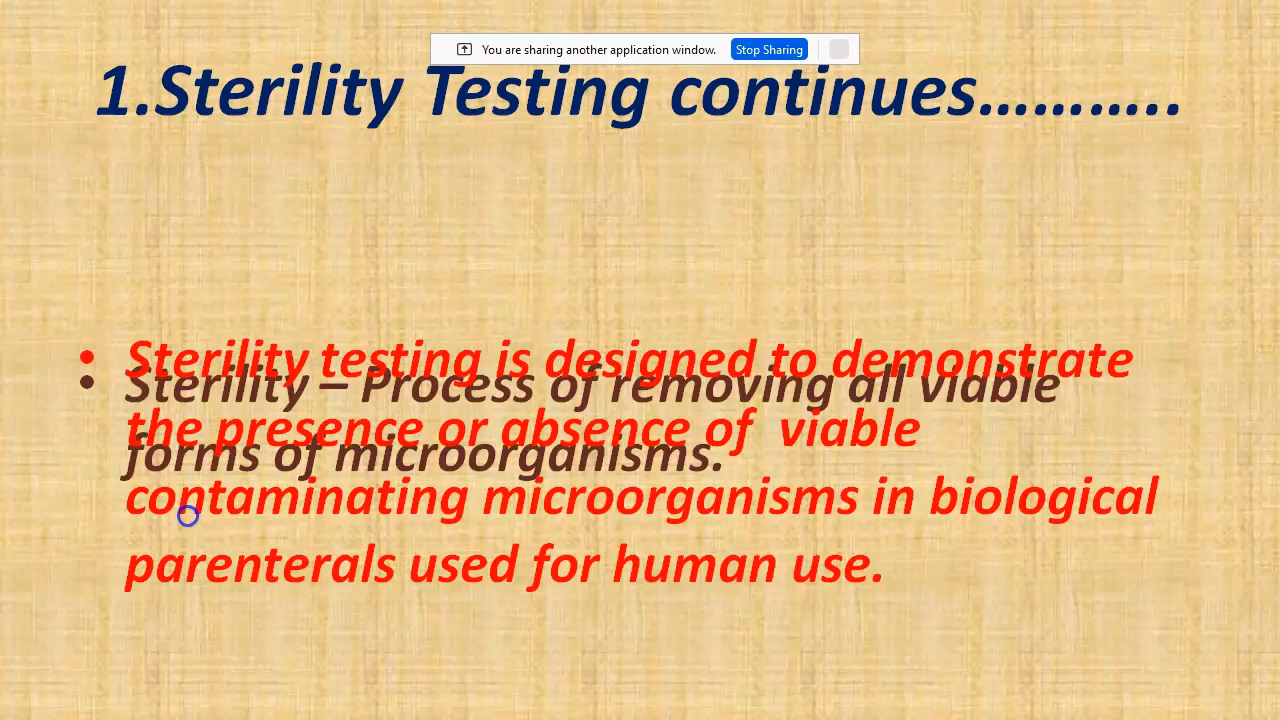 You are sharing another application window. Stop Sharing
1.Sterility Testing continues………..
• Sterility testing is designed to demonstrate
the presence or absence of  viable
contaminating microorganisms in biological
parenterals used for human use.
• Sterility – Process of removing all viable
forms of microorganisms.